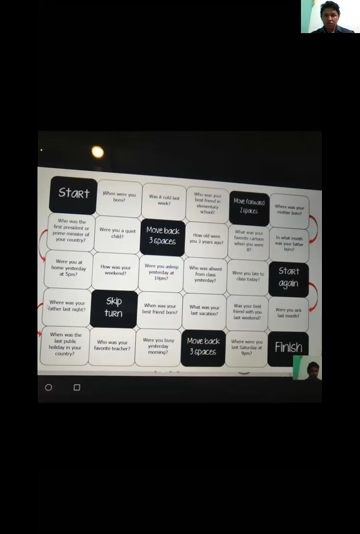 Start
Where were you born?
Was it cold last week?
Who was your best friend in elementary school?
Move forward 2 spaces
Where was your mother born?
Who was the first president or prime minister of your country?
Were you a quiet child?
Move back 3 spaces
How old were you 3 years ago?
What was your favorite cartoon when you were 8?
In what month was your father born?
Were you at home yesterday at 5pm?
How was your weekend?
Were you asleep yesterday at 10pm?
Who was absent from class yesterday?
Were you late to class today?
Start again
Where was your father last night?
Skip turn
When was your best friend born?
What was your last vacation?
Was your best friend with you last weekend?
Were you sick last month?
When was the last public holiday in your country?
Who was your favorite teacher?
Were you busy yesterday morning?
Move back 3 spaces
Where were you last Saturday at 9pm?
Finish